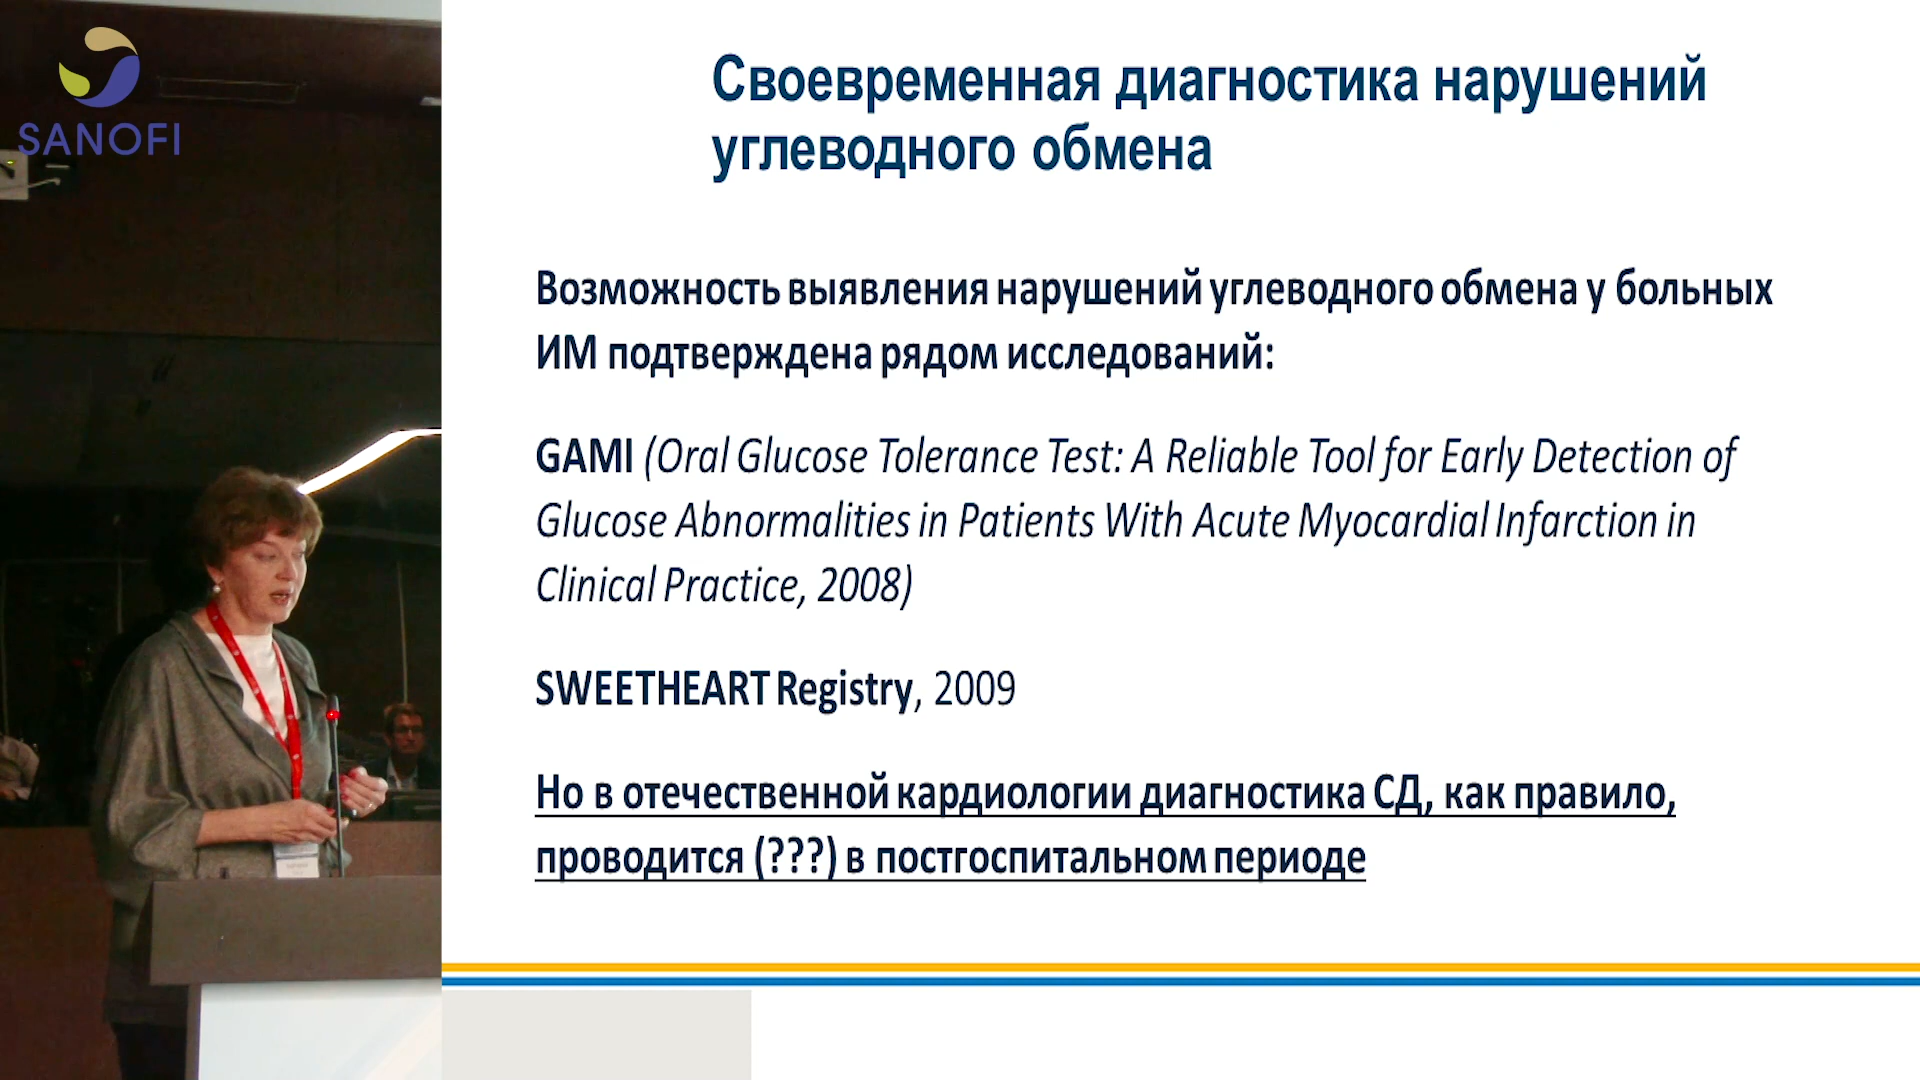 SANOFI
Своевременная диагностика нарушений
углеводного обмена
Возможность выявления нарушений углеводного обмена у больных
ИМ подтверждена рядом исследований:
GAMI (Oral Glucose Tolerance Test: A Reliable Tool for Early Detection of
Glucose Abnormalities in Patients With Acute Myocardial Infarction in
Clinical Practice, 2008)
SWEETHEART Registry, 2009
Но в отечественной кардиологии диагностика СД, как правило,
проводится (???) в постгоспитальном периоде